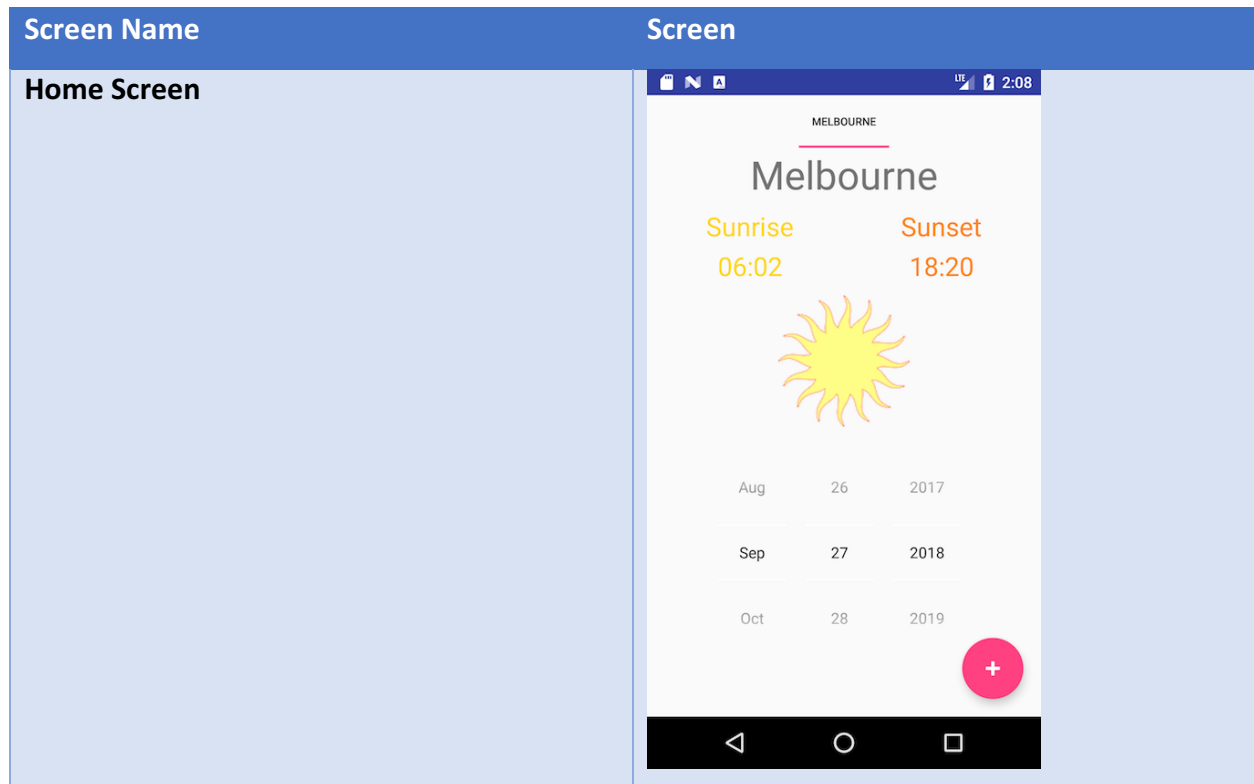 Screen Name Screen
Home Screen
LTE 2:08
MELBOURNE
Melbourne
Sunrise Sunset
06:02 18:20
Aug 26 2017
Sep 27 2018
Oct 28 2019
+